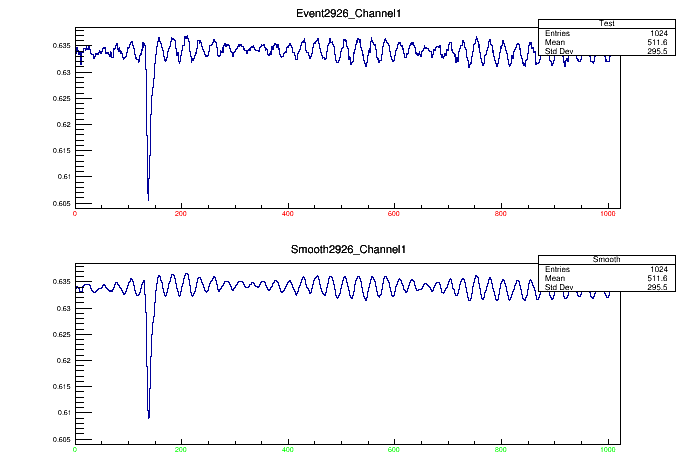 Event2926_Channel1
Test
Entries 1024
Mean 511.6
Std Dev 295.5
0.635
0.63
0.625
0.62
0.615
0.61
0.605
0 200 400 600 800 1000
Smooth2926_Channel1
Smooth
Entries 1024
Mean 511.6
Std Dev 295.5
0.635
0.63
0.625
0.62
0.615
0.61
0.605
0 200 400 600 800 1000